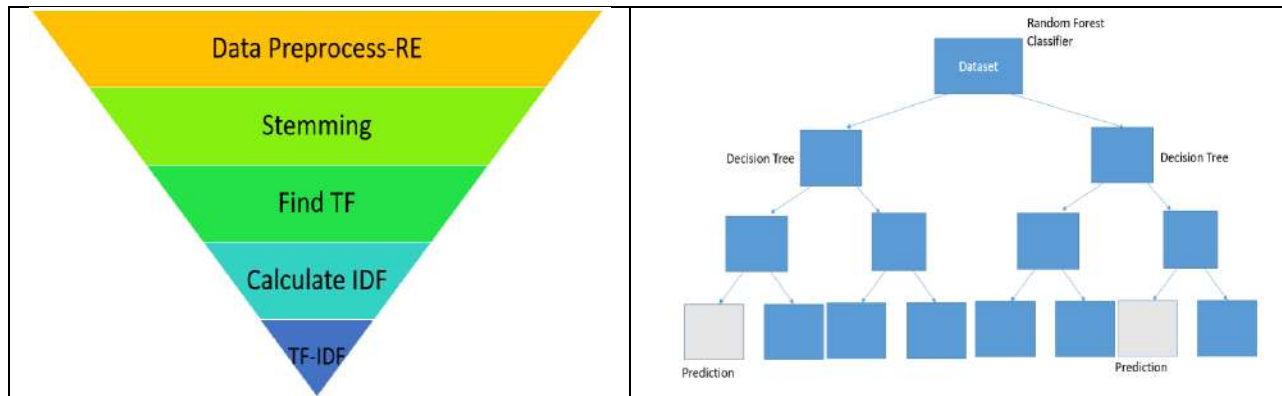 Data Preprocess-RE
Stemming
Find TF
Calculate IDF
TF-IDF
Random Forest
Classifier
Dataset
Decision Tree
Decision Tree
Prediction
Prediction